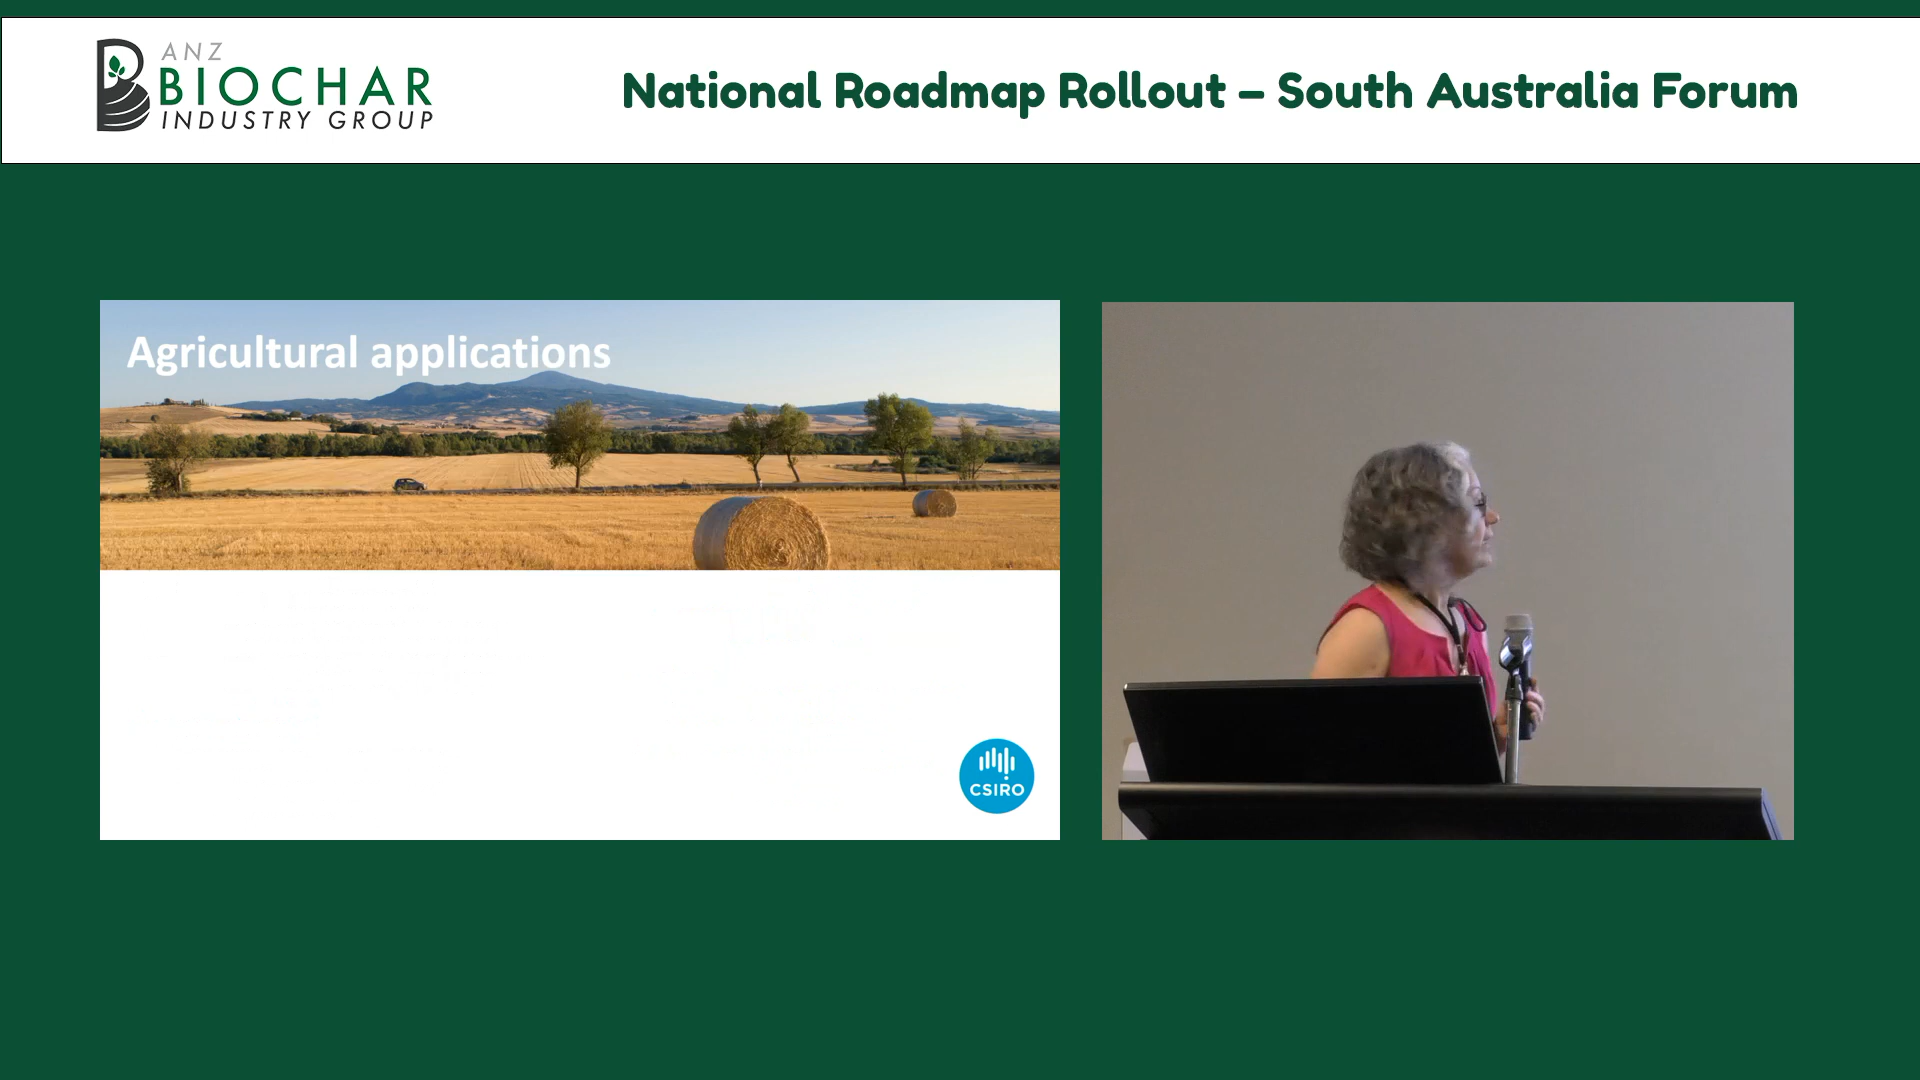 ANZ
BIOCHAR
INDUSTRY GROUP
National Roadmap Rollout – South Australia Forum
Agricultural applications
CSIRO